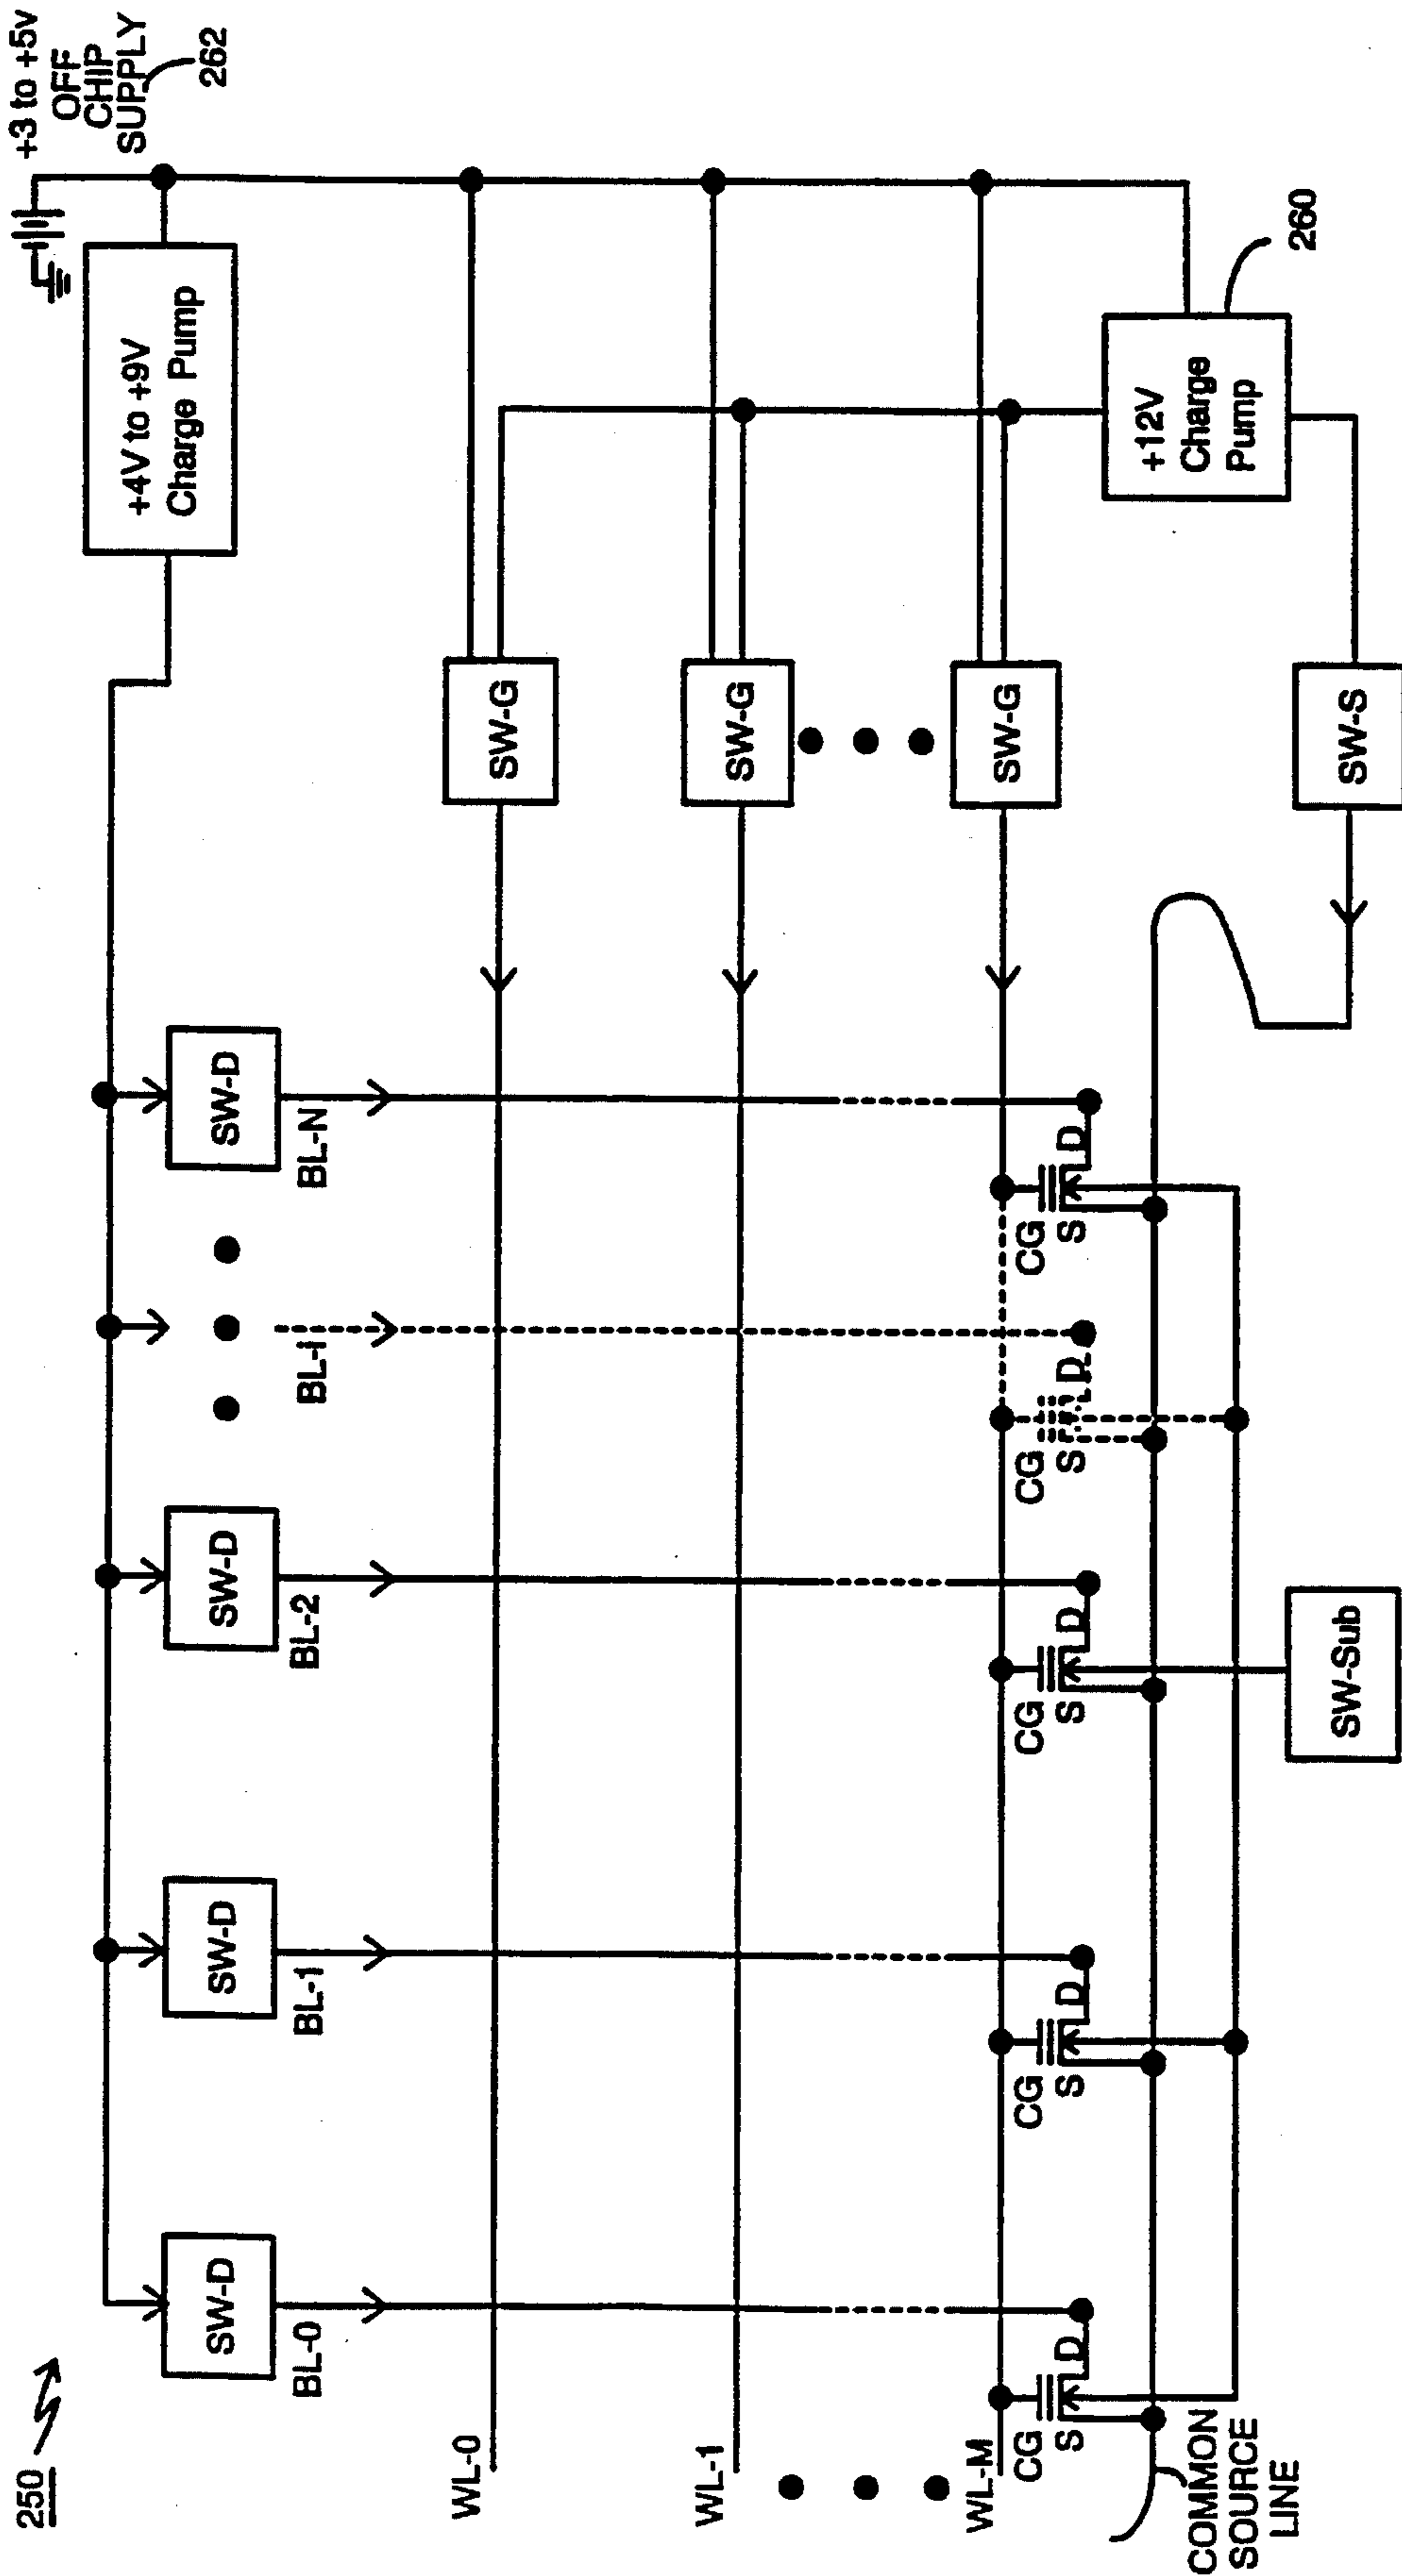 250
+3 to +5v
OFF
CHIP
SUPPLY
262
+4V to +9V
Charge Pump
SW-D
SW-D
SW-D
SW-D
BL-0
BL-1
BL-2
BL-i
BL-N
WL-0
SW-G
WL-1
SW-G
WL-M
SW-G
CG
S
D
CG
S
D
CG
S
D
CG
S
D
CG
S
D
+12V
Charge
Pump
260
COMMON
SOURCE
LINE
SW-Sub
SW-S